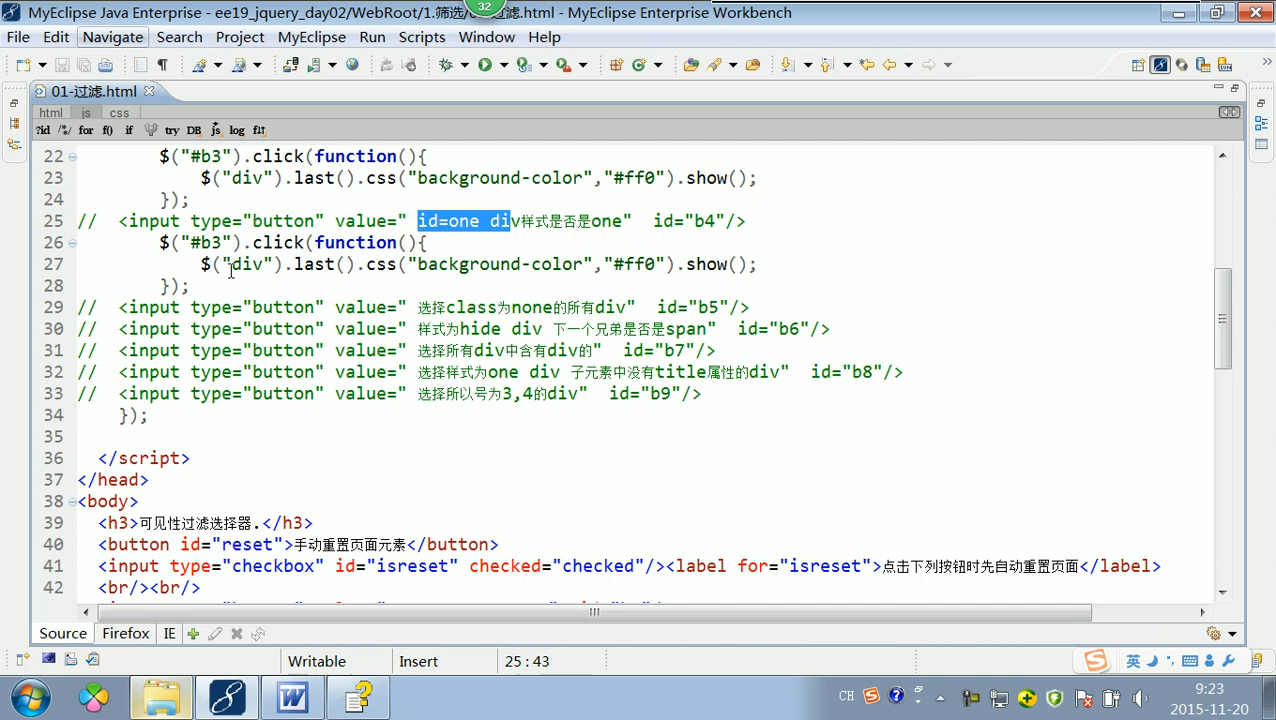 MyEclipse Java Enterprise - ee19_jquery_day02/WebRoot/1.筛选/ 过滤.html - MyEclipse Enterprise Workbench
32
File Edit Navigate Search Project MyEclipse Run Scripts Window Help
01-过滤.html
html js css
?id /*/ for f() if try DB js log
22 $("#b3").click(function(){
23 $("div").last().css("background-color","#ff0").show();
24 });
25 // <input type="button" value=" id=one div样式是否是one" id="b4"/>
26 $("#b3").click(function(){
27 $("div").last().css("background-color","#ff0").show();
28 });
29 // <input type="button" value=" 选择class为none的所有div" id="b5"/>
30 // <input type="button" value=" 样式为hide div 下一个兄弟是否是span" id="b6"/>
31 // <input type="button" value=" 选择所有div中含有div的" id="b7"/>
32 // <input type="button" value=" 选择样式为one div 子元素中没有title属性的div" id="b8"/>
33 // <input type="button" value=" 选择所以号为3,4的div" id="b9"/>
34 });
35
36 </script>
37 </head>
38 <body>
39 <h3>可见性过滤选择器.</h3>
40 <button id="reset">手动重置页面元素</button>
41 <input type="checkbox" id="isreset" checked="checked"/><label for="isreset">点击下列按钮时先自动重置页面</label>
42 <br/><br/>
Source Firefox IE
Writable Insert 25 : 43
英
CH
9:23
2015-11-20